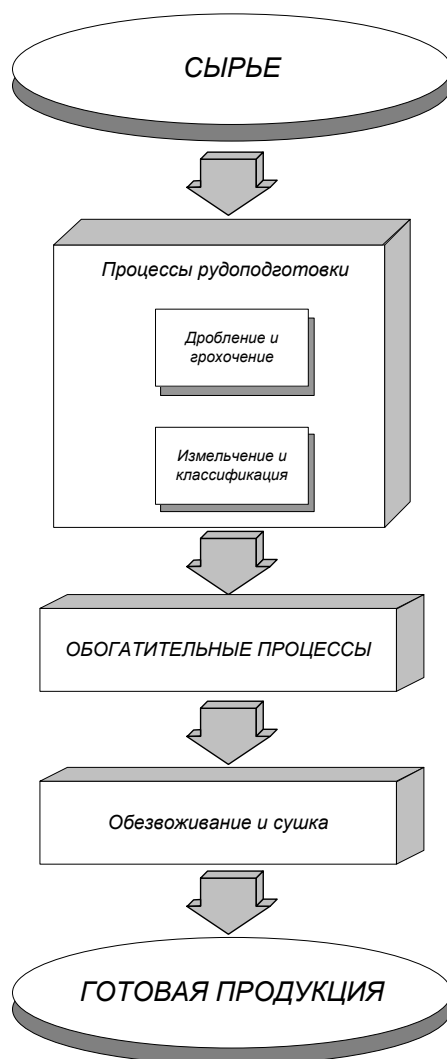 СЫРЬЕ
Процессы рудоподготовки
Дробление и
грохочение
Измельчение и
классификация
ОБОГАТИТЕЛЬНЫЕ ПРОЦЕССЫ
Обезвоживание и сушка
ГОТОВАЯ ПРОДУКЦИЯ